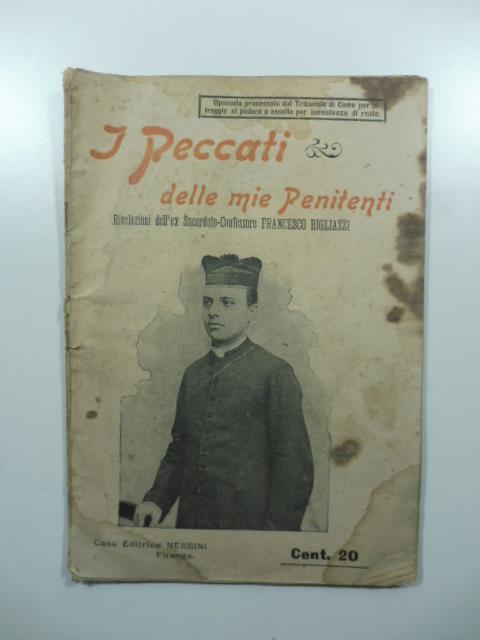 Opuscolo processato dal Tribunale di Como per ol-
traggio al pudore e assolto per inesistenza di reato.
I Peccati
delle mie Penitenti
Rivelazioni dell'ex Sacerdote-Confessore FRANCESCO BIGLIAZZI
Casa Editrice NERBINI
Firenze.
Cent. 20